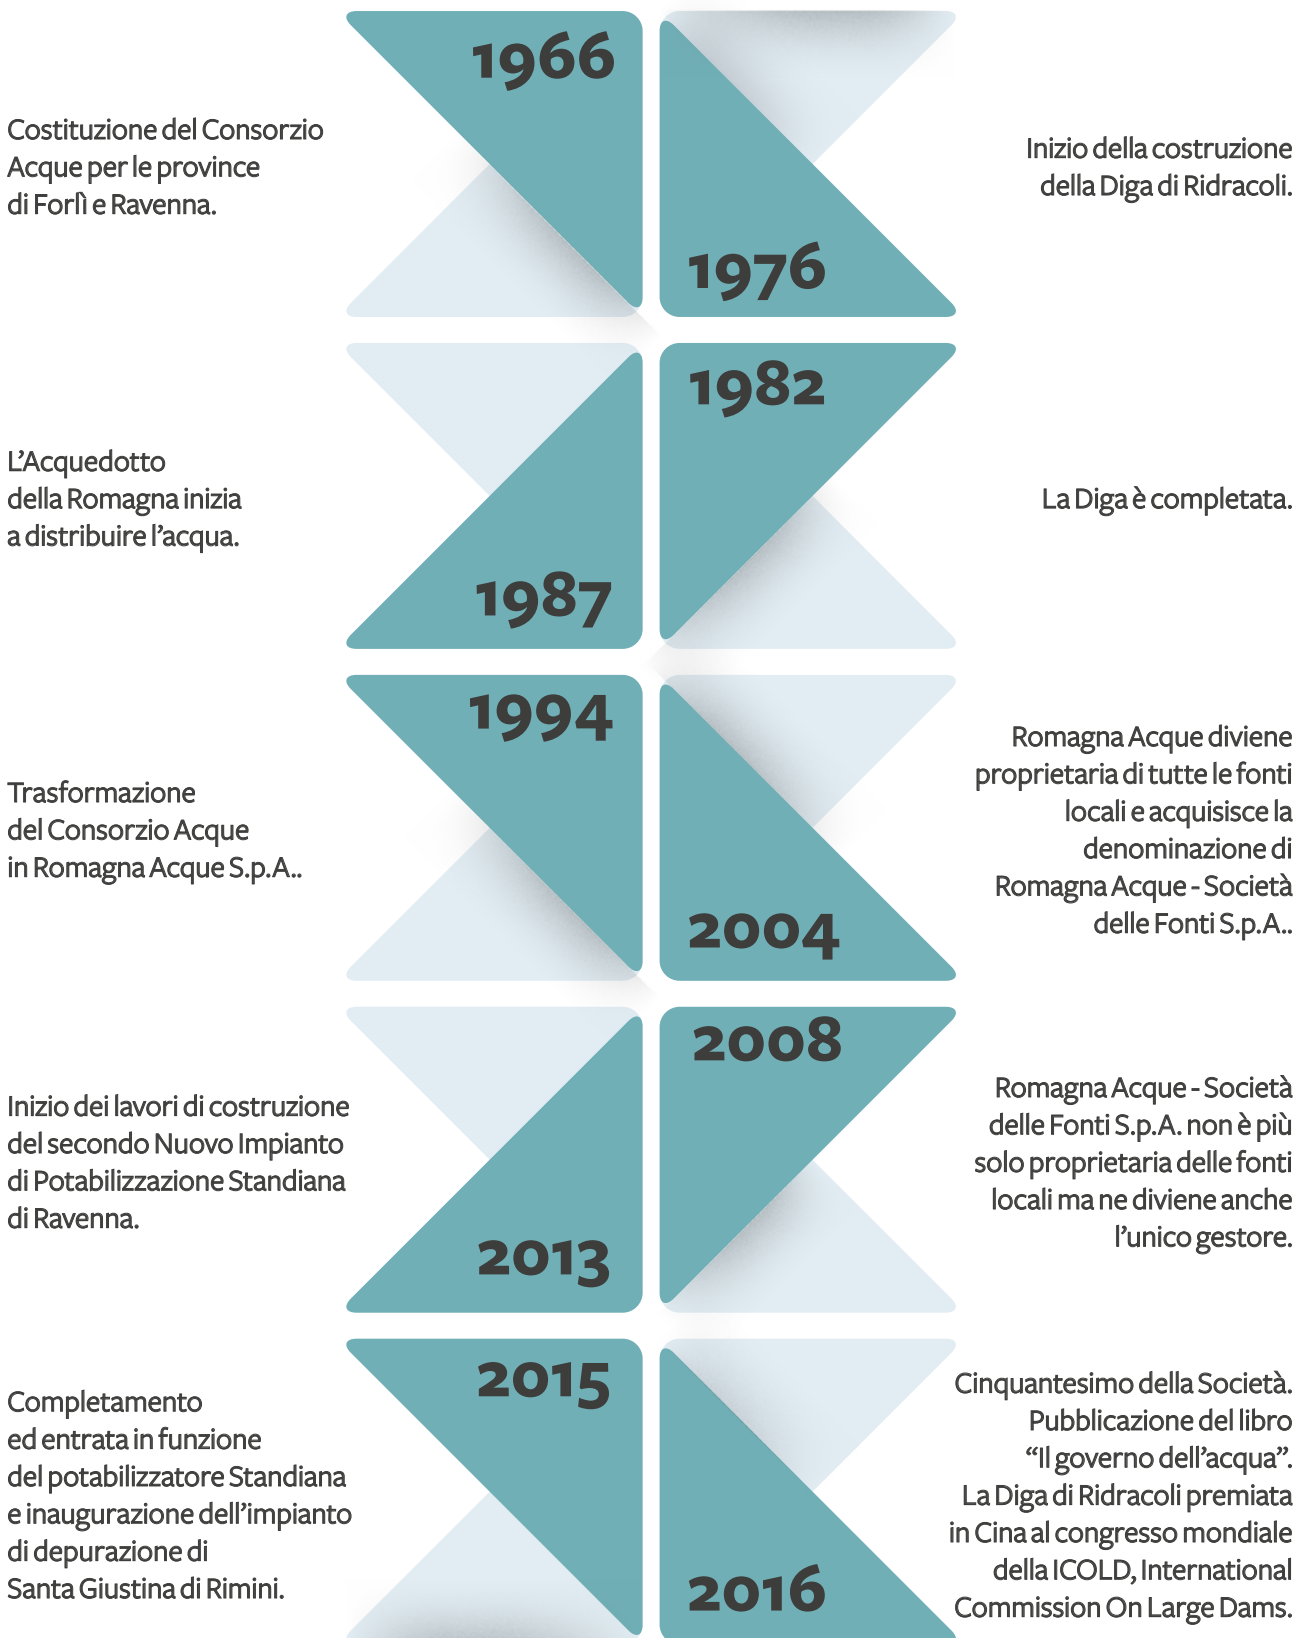 1966
Costituzione del Consorzio
Acque per le province
di Forlì e Ravenna.
1976
Inizio della costruzione
della Diga di Ridracoli.
1982
La Diga è completata.
1987
L’Acquedotto
della Romagna inizia
a distribuire l’acqua.
1994
Trasformazione
del Consorzio Acque
in Romagna Acque S.p.A..
2004
Romagna Acque diviene
proprietaria di tutte le fonti
locali e acquisisce la
denominazione di
Romagna Acque - Società
delle Fonti S.p.A..
2008
Romagna Acque - Società
delle Fonti S.p.A. non è più
solo proprietaria delle fonti
locali ma ne diviene anche
l’unico gestore.
2013
Inizio dei lavori di costruzione
del secondo Nuovo Impianto
di Potabilizzazione Standiana
di Ravenna.
2015
Completamento
ed entrata in funzione
del potabilizzatore Standiana
e inaugurazione dell’impianto
di depurazione di
Santa Giustina di Rimini.
2016
Cinquantesimo della Società.
Pubblicazione del libro
“Il governo dell’acqua”.
La Diga di Ridracoli premiata
in Cina al congresso mondiale
della ICOLD, International
Commission On Large Dams.